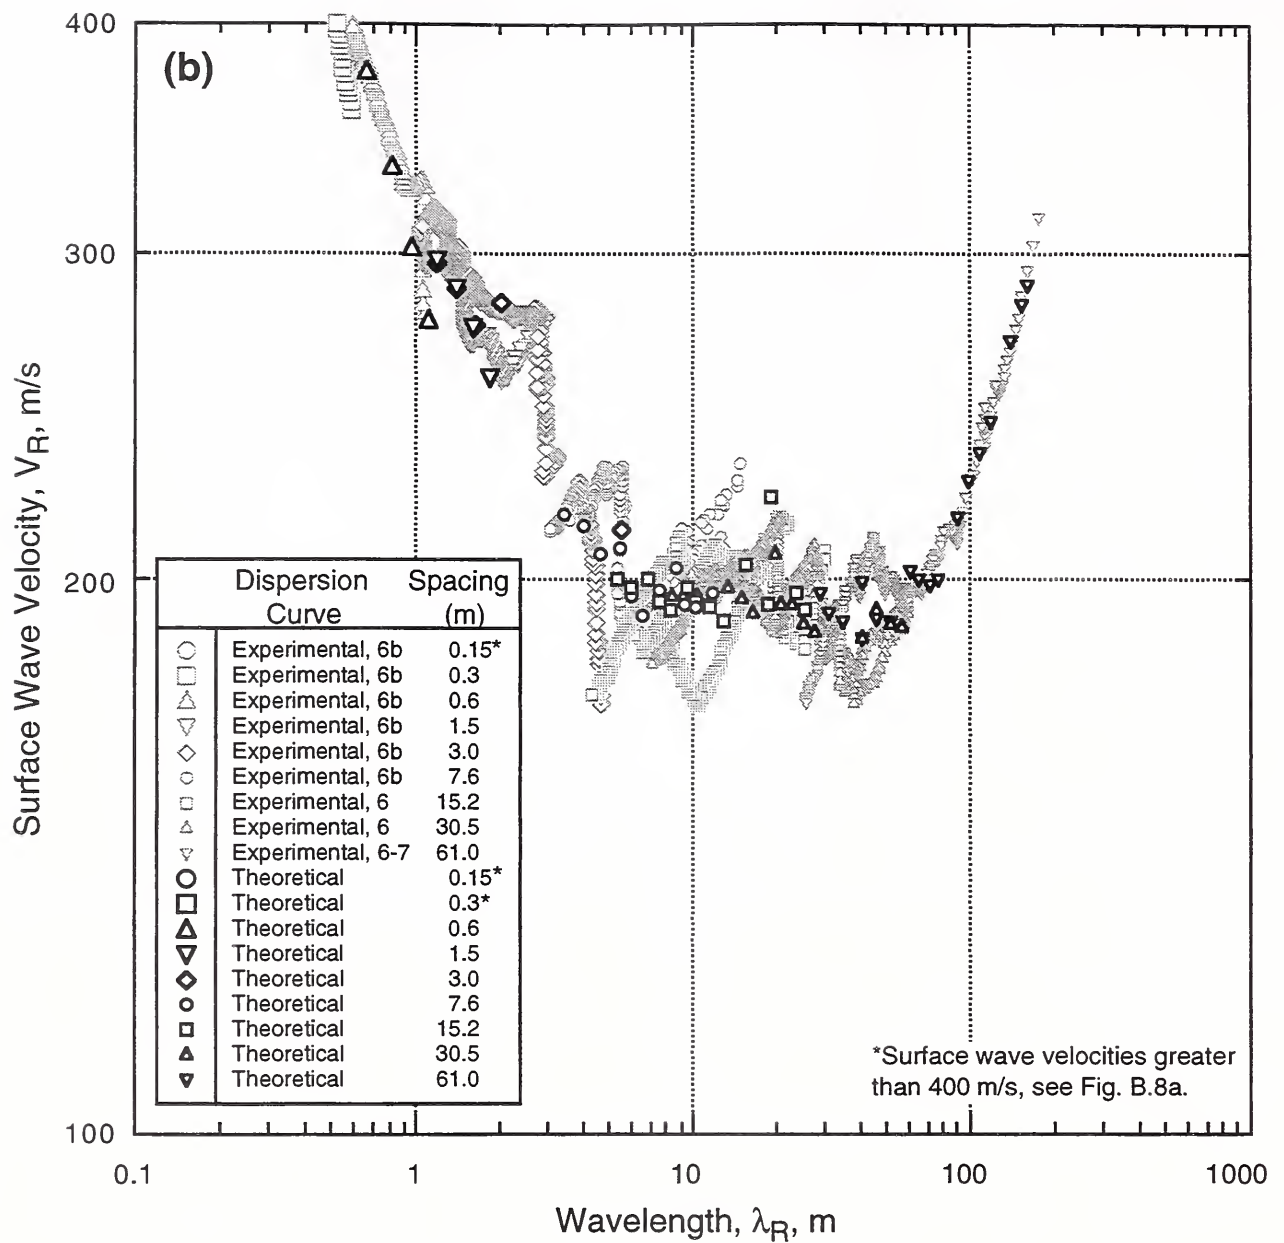 (b)
400
300
200
100
Surface Wave Velocity, VR, m/s
Dispersion Spacing
Curve (m)
Experimental, 6b 0.15*
Experimental, 6b 0.3
Experimental, 6b 0.6
Experimental, 6b 1.5
Experimental, 6b 3.0
Experimental, 6b 7.6
Experimental, 6 15.2
Experimental, 6 30.5
Experimental, 6-7 61.0
Theoretical 0.15*
Theoretical 0.3*
Theoretical 0.6
Theoretical 1.5
Theoretical 3.0
Theoretical 7.6
Theoretical 15.2
Theoretical 30.5
Theoretical 61.0
*Surface wave velocities greater
than 400 m/s, see Fig. B.8a.
0.1 1 10 100 1000
Wavelength, λR, m